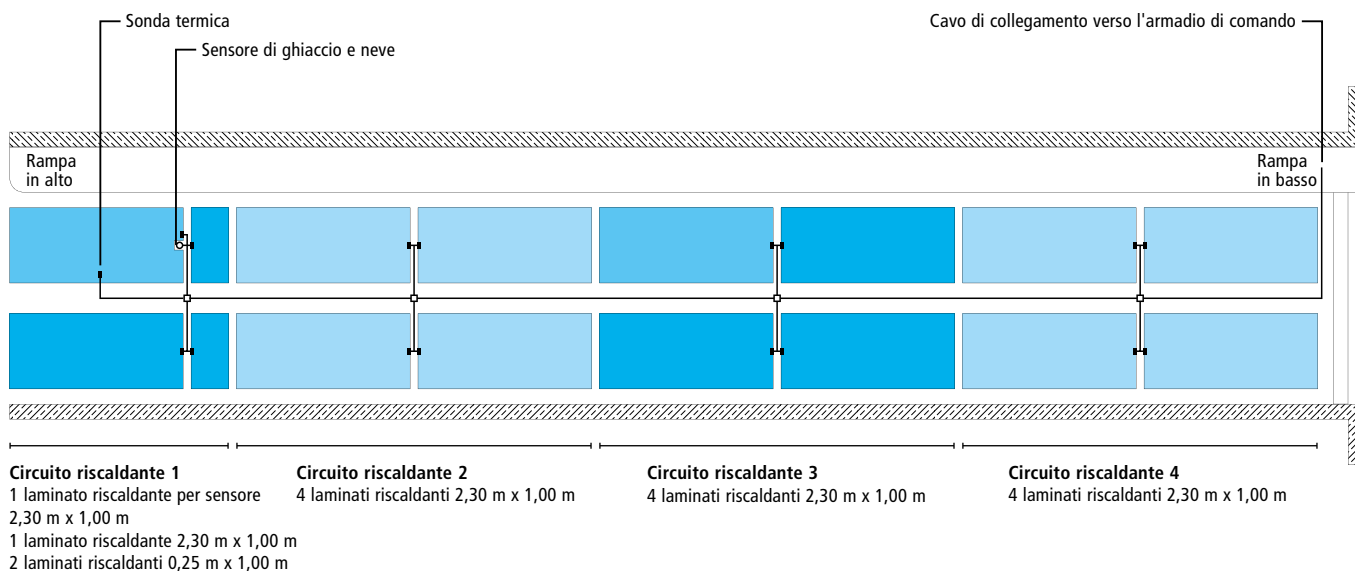 Sonda termica
Sensore di ghiaccio e neve
Cavo di collegamento verso l'armadio di comando
Rampa
in alto
Rampa
in basso
Circuito riscaldante 1
1 laminato riscaldante per sensore
2,30 m x 1,00 m
1 laminato riscaldante 2,30 m x 1,00 m
2 laminati riscaldanti 0,25 m x 1,00 m
Circuito riscaldante 2
4 laminati riscaldanti 2,30 m x 1,00 m
Circuito riscaldante 3
4 laminati riscaldanti 2,30 m x 1,00 m
Circuito riscaldante 4
4 laminati riscaldanti 2,30 m x 1,00 m